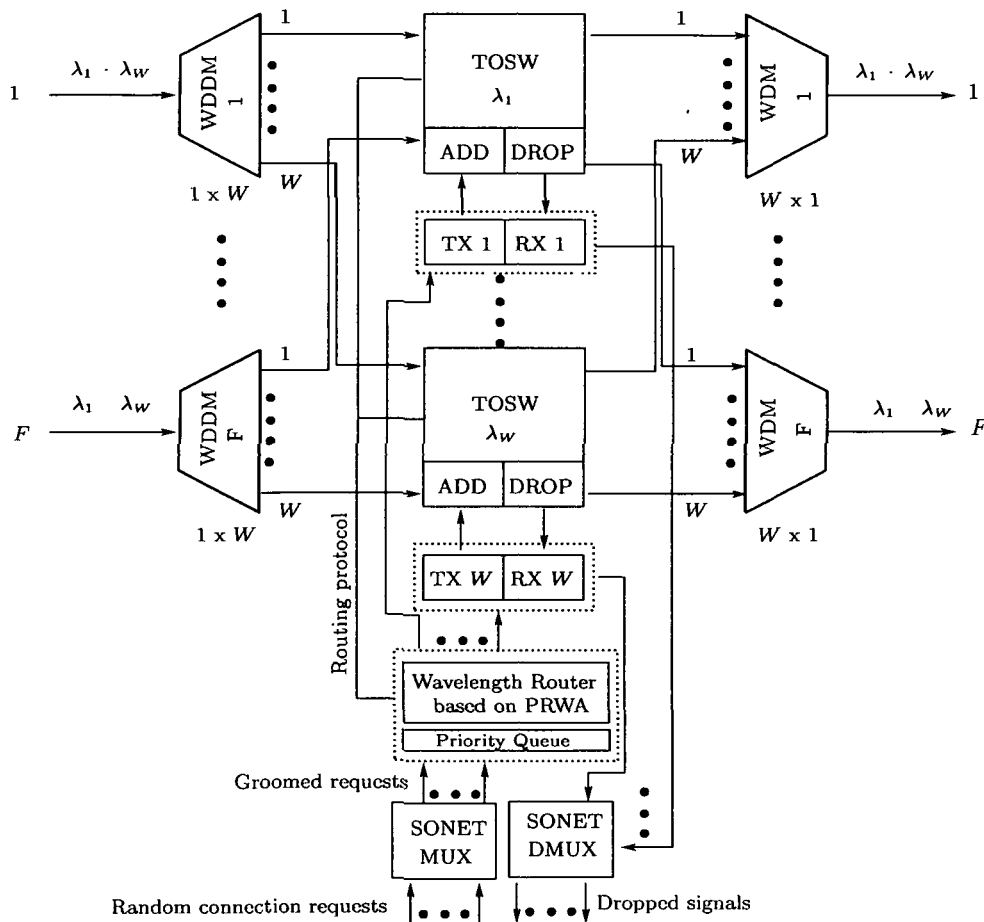 1
TOSW
λ1
1
1
λ1 · λW
WDDM
1
WDM
1
λ1 · λW
1
ADD
DROP
W
W
1 x W
W x 1
TX 1
RX 1
1
TOSW
λW
1
F
λ1 λW
WDDM
F
WDM
F
λ1 λW
F
ADD
DROP
W
W
1 x W
W x 1
TX W
RX W
Routing protocol
Wavelength Router
based on PRWA
Priority Queue
Groomed requests
SONET
MUX
SONET
DMUX
Random connection requests
Dropped signals